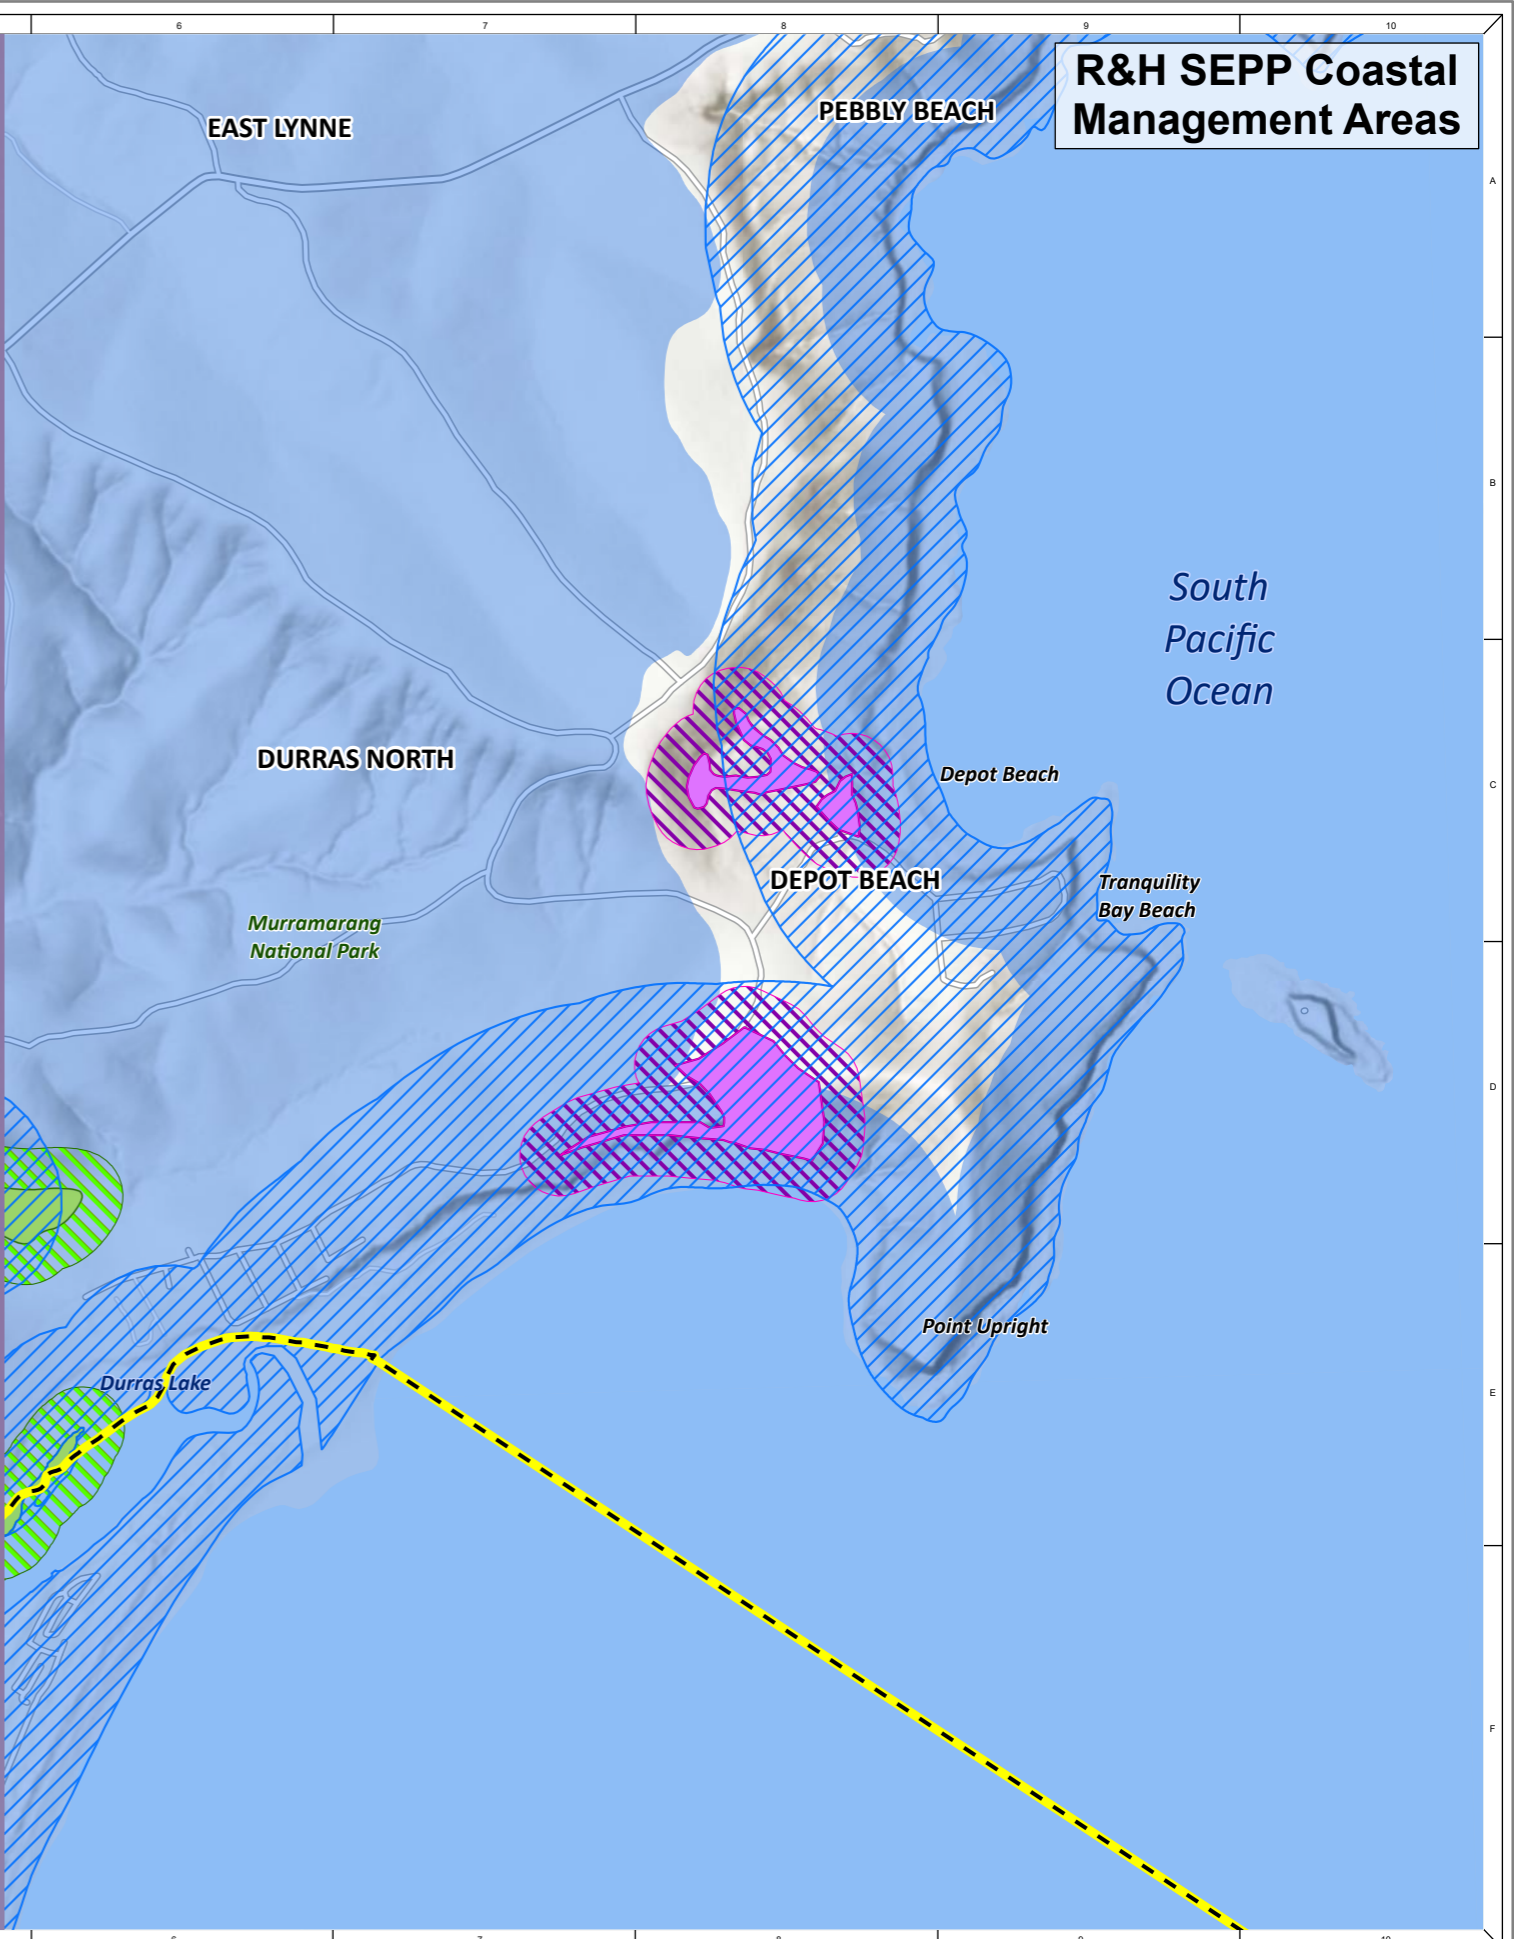 6 7 8 9 10
R&H SEPP Coastal
Management Areas
EAST LYNNE
PEBBLY BEACH
A
B
South
Pacific
Ocean
DURRAS NORTH
Depot Beach
C
DEPOT BEACH
Tranquility
Bay Beach
Murramarang
National Park
D
Point Upright
Durras Lake
E
F